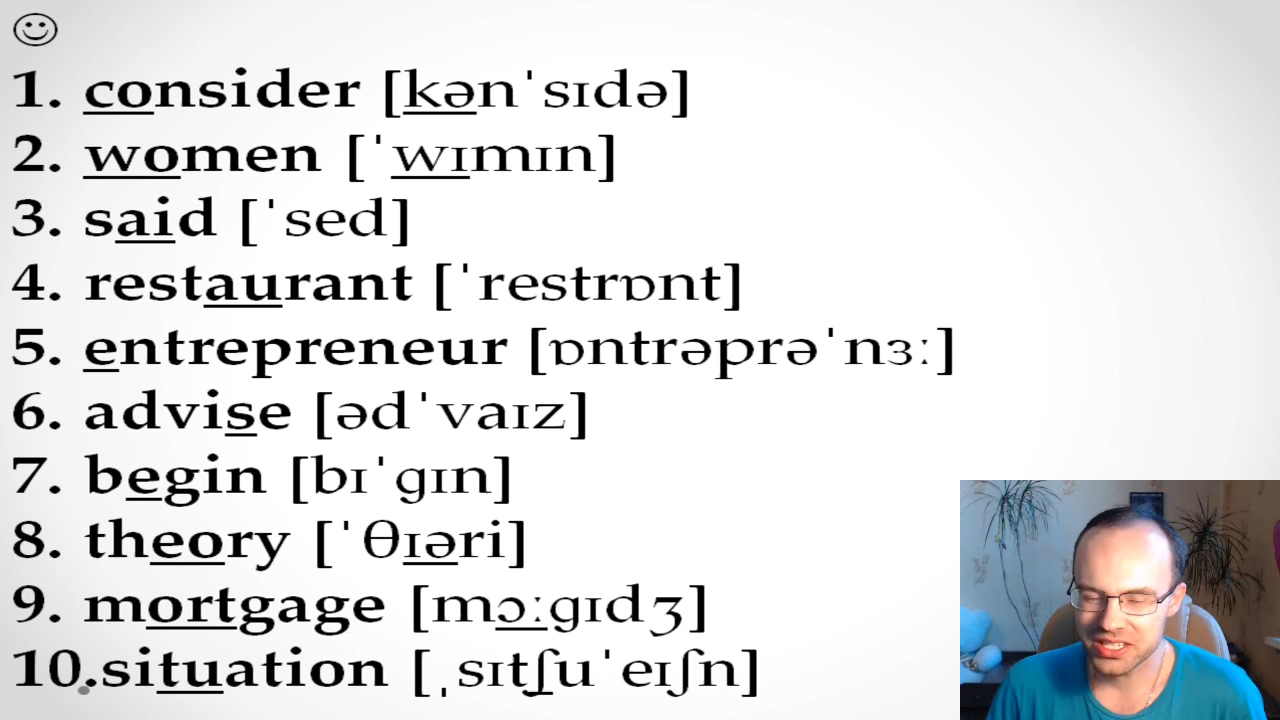 ☺
1. consider [kənˈsɪdə]
2. women [ˈwɪmɪn]
3. said [ˈsed]
4. restaurant [ˈrestrɒnt]
5. entrepreneur [ɒntrəprəˈnɜː]
6. advise [ədˈvaɪz]
7. begin [bɪˈgɪn]
8. theory [ˈθɪəri]
9. mortgage [mɔːgɪdʒ]
10.situation [ˌsɪtʃuˈeɪʃn]